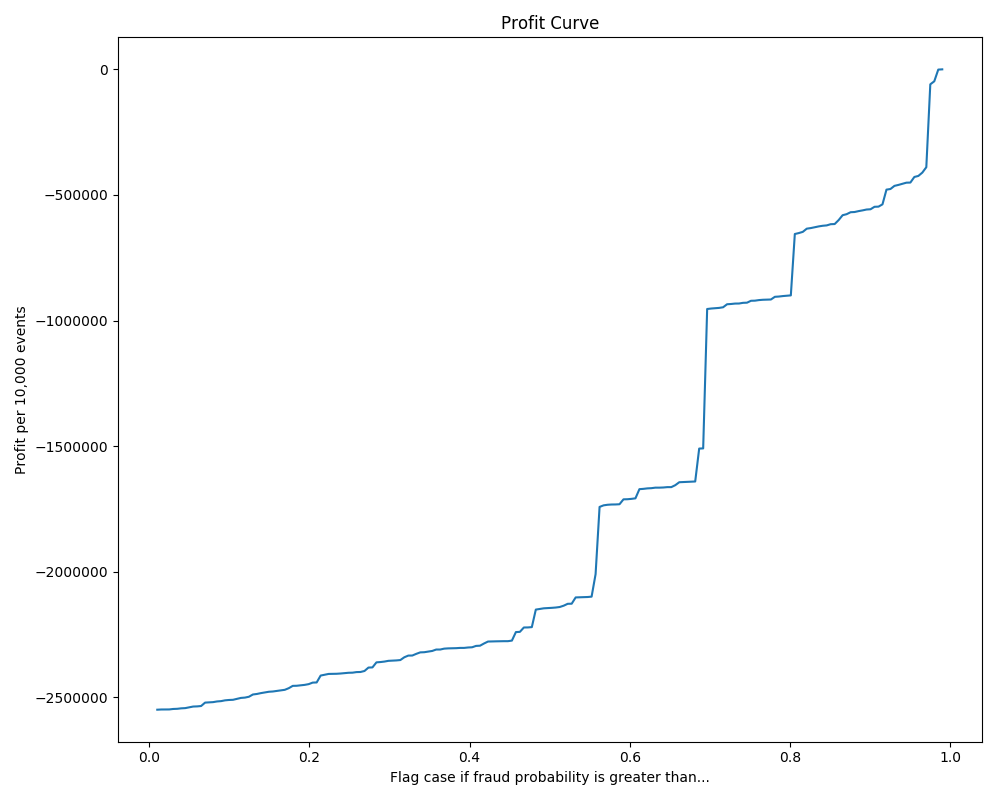 Profit Curve
0
−500000
−1000000
−1500000
−2000000
−2500000
Profit per 10,000 events
0.0 0.2 0.4 0.6 0.8 1.0
Flag case if fraud probability is greater than...